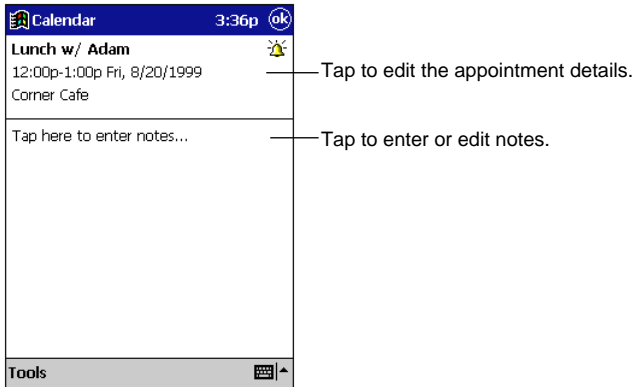 Calendar 3:36p ok
Lunch w/ Adam
12:00p-1:00p Fri, 8/20/1999
Corner Cafe
Tap to edit the appointment details.
Tap here to enter notes...
Tap to enter or edit notes.
Tools